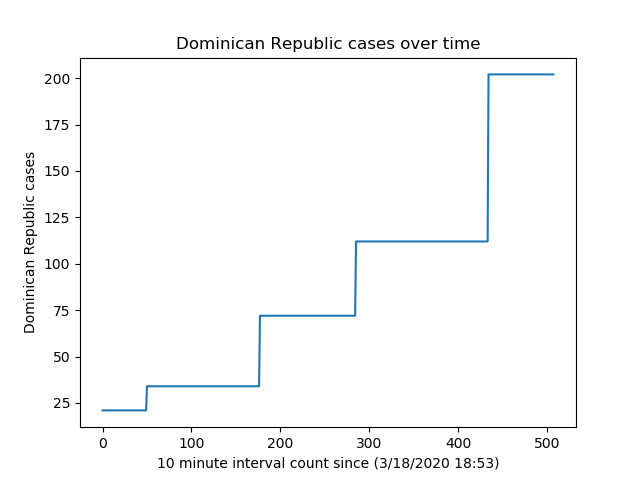 Dominican Republic cases over time
Dominican Republic cases
200
175
150
125
100
75
50
25
0 100 200 300 400 500
10 minute interval count since (3/18/2020 18:53)